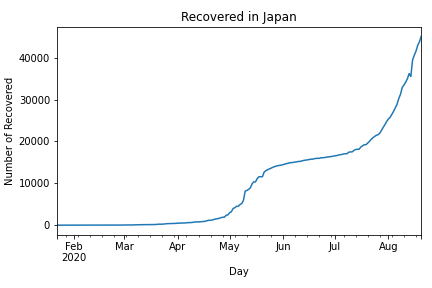 Recovered in Japan
Number of Recovered
40000
30000
20000
10000
0
Feb Mar Apr May Jun Jul Aug
2020
Day